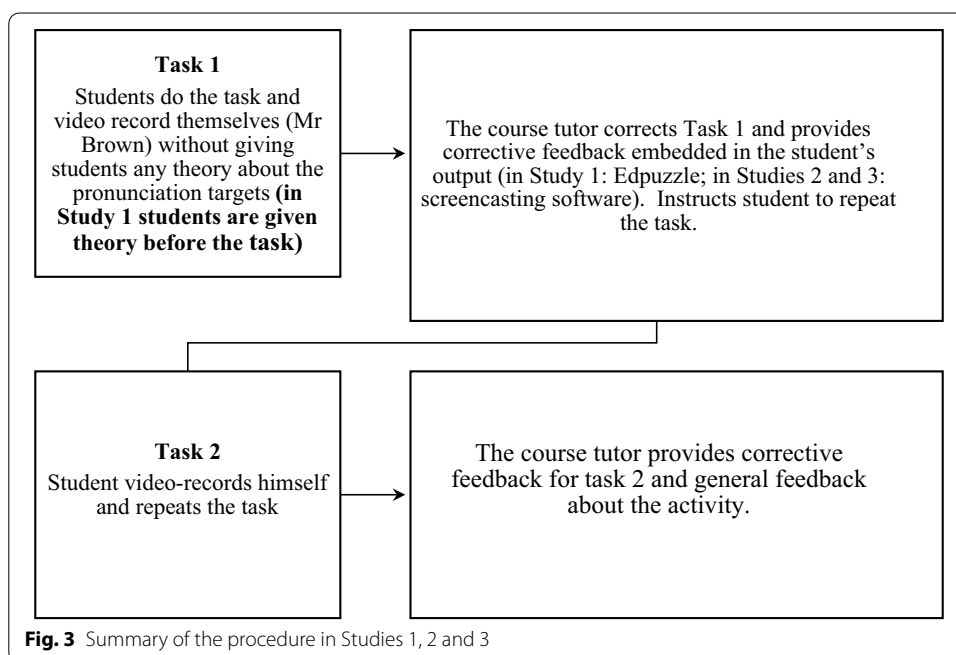 Task 1
Students do the task and
video record themselves (Mr
Brown) without giving
students any theory about the
pronunciation targets (in
Study 1 students are given
theory before the task)
The course tutor corrects Task 1 and provides
corrective feedback embedded in the student's
output (in Study 1: Edpuzzle; in Studies 2 and 3:
screencasting software). Instructs student to repeat
the task.
Task 2
Student video-records himself
and repeats the task
The course tutor provides corrective
feedback for task 2 and general feedback
about the activity.
Fig. 3 Summary of the procedure in Studies 1, 2 and 3